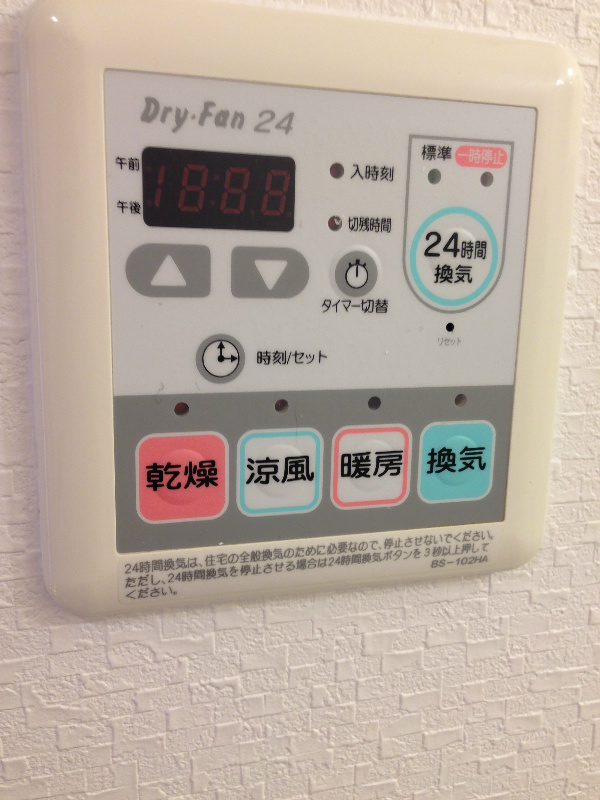 Dry・Fan 24
午前
午後
入時刻
切残時間
タイマー切替
標準 一時停止
24時間
換気
リセット
時刻/セット
乾燥 涼風 暖房 換気
24時間換気は、住宅の全般換気のために必要なので、停止させないでください。
ただし、24時間換気を停止させる場合は24時間換気ボタンを3秒以上押して
ください。
BS-102HA